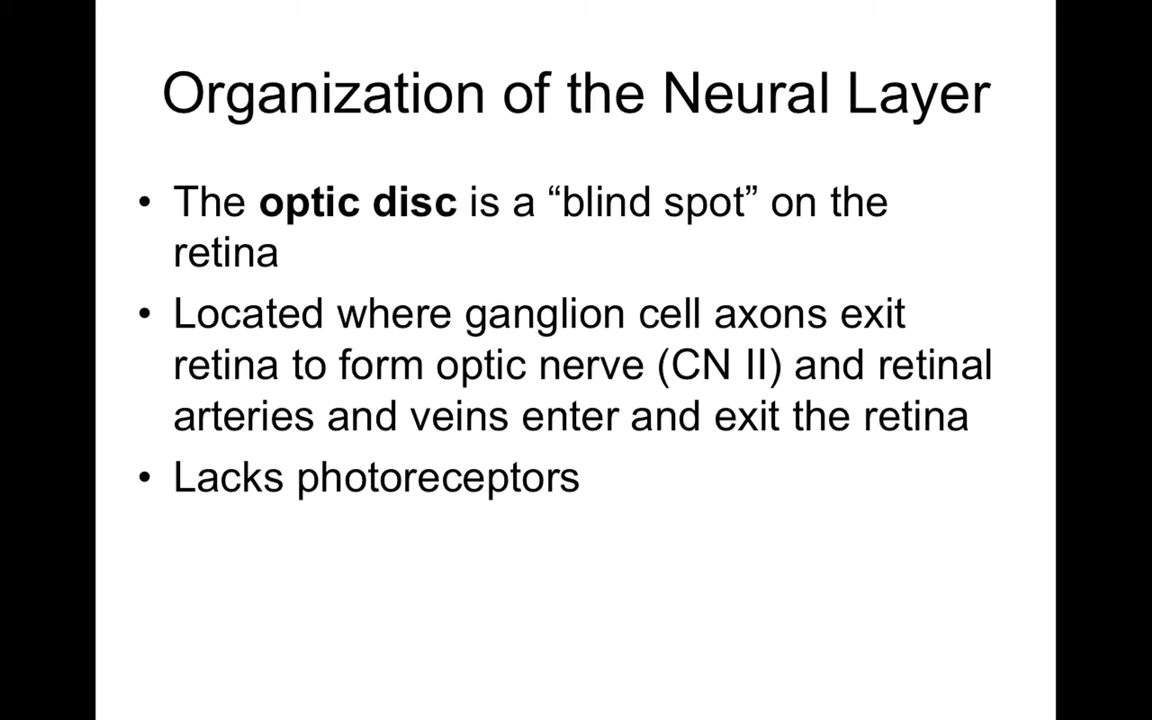 Organization of the Neural Layer
• The optic disc is a “blind spot” on the
retina
• Located where ganglion cell axons exit
retina to form optic nerve (CN II) and retinal
arteries and veins enter and exit the retina
• Lacks photoreceptors